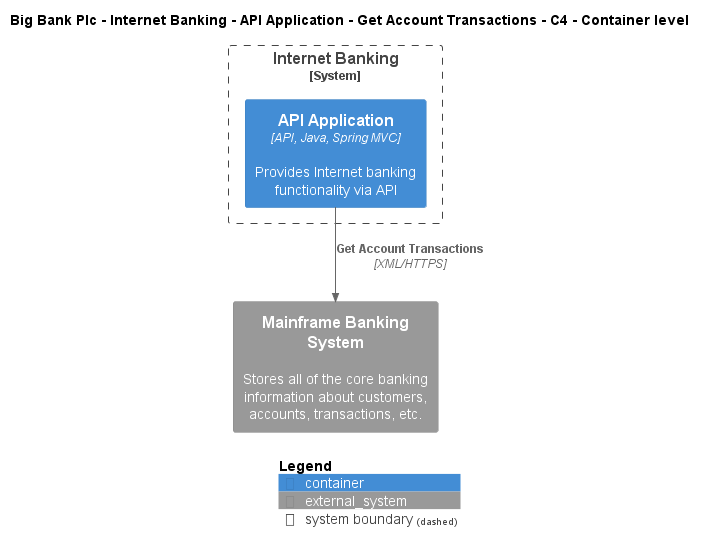 Big Bank Plc - Internet Banking - API Application - Get Account Transactions - C4 - Container level
Internet Banking
[System]
API Application
[API, Java, Spring MVC]
Provides Internet banking
functionality via API
Get Account Transactions
[XML/HTTPS]
Mainframe Banking
System
Stores all of the core banking
information about customers,
accounts, transactions, etc.
Legend
container
external_system
system boundary (dashed)